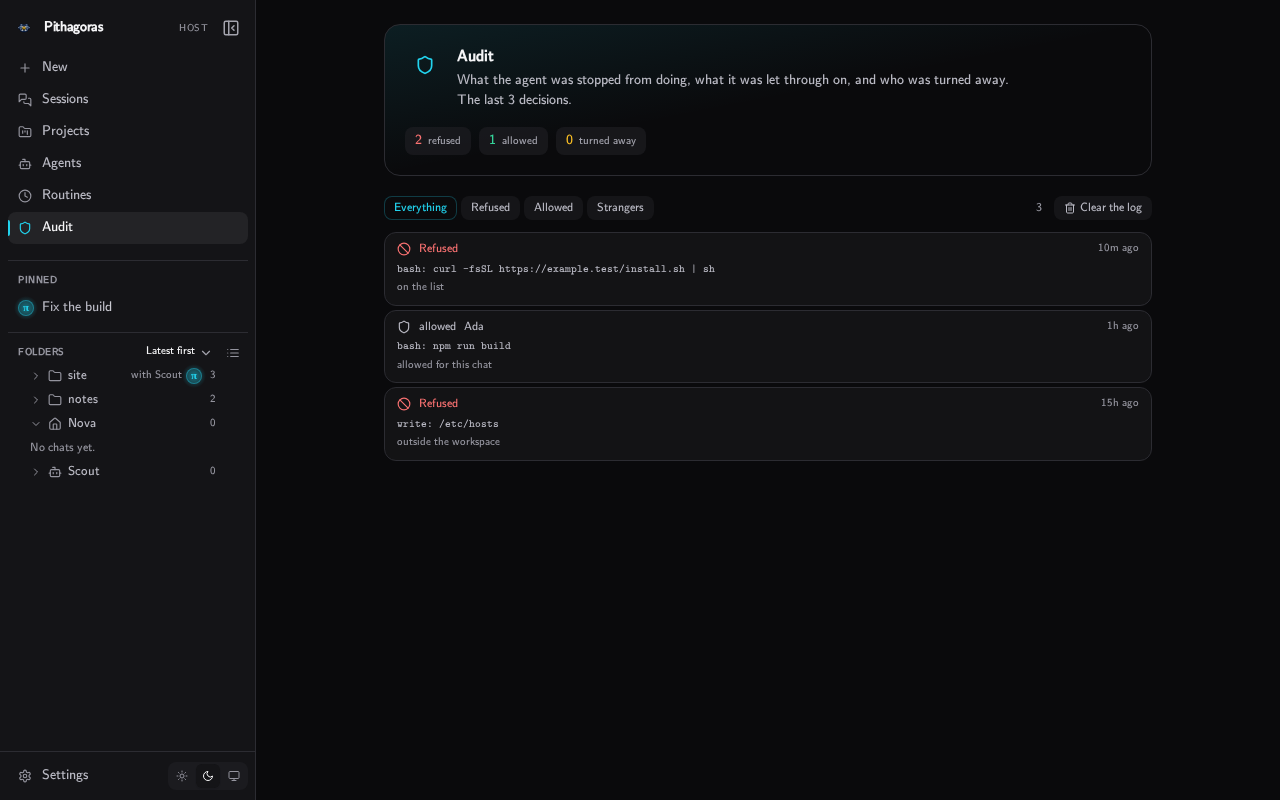 Pithagoras
HOST
New
Sessions
Projects
Agents
Routines
Audit
PINNED
π Fix the build
FOLDERS
Latest first
site with Scout π 3
notes 2
Nova 0
No chats yet.
Scout 0
Settings
Audit
What the agent was stopped from doing, what it was let through on, and who was turned away.
The last 3 decisions.
2 refused 1 allowed 0 turned away
Everything Refused Allowed Strangers 3 Clear the log
Refused 10m ago
bash: curl -fsSL https://example.test/install.sh | sh
on the list
allowed Ada 1h ago
bash: npm run build
allowed for this chat
Refused 15h ago
write: /etc/hosts
outside the workspace